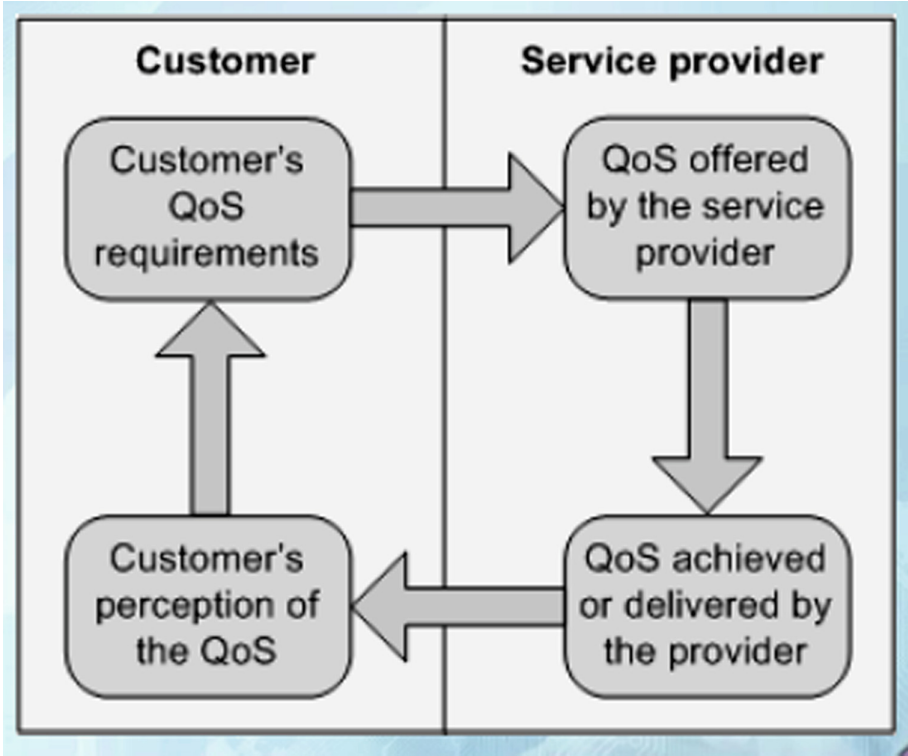 Customer
Service provider
Customer's
QoS
requirements
QoS offered
by the service
provider
Customer's
perception of
the QoS
QoS achieved
or delivered by
the provider